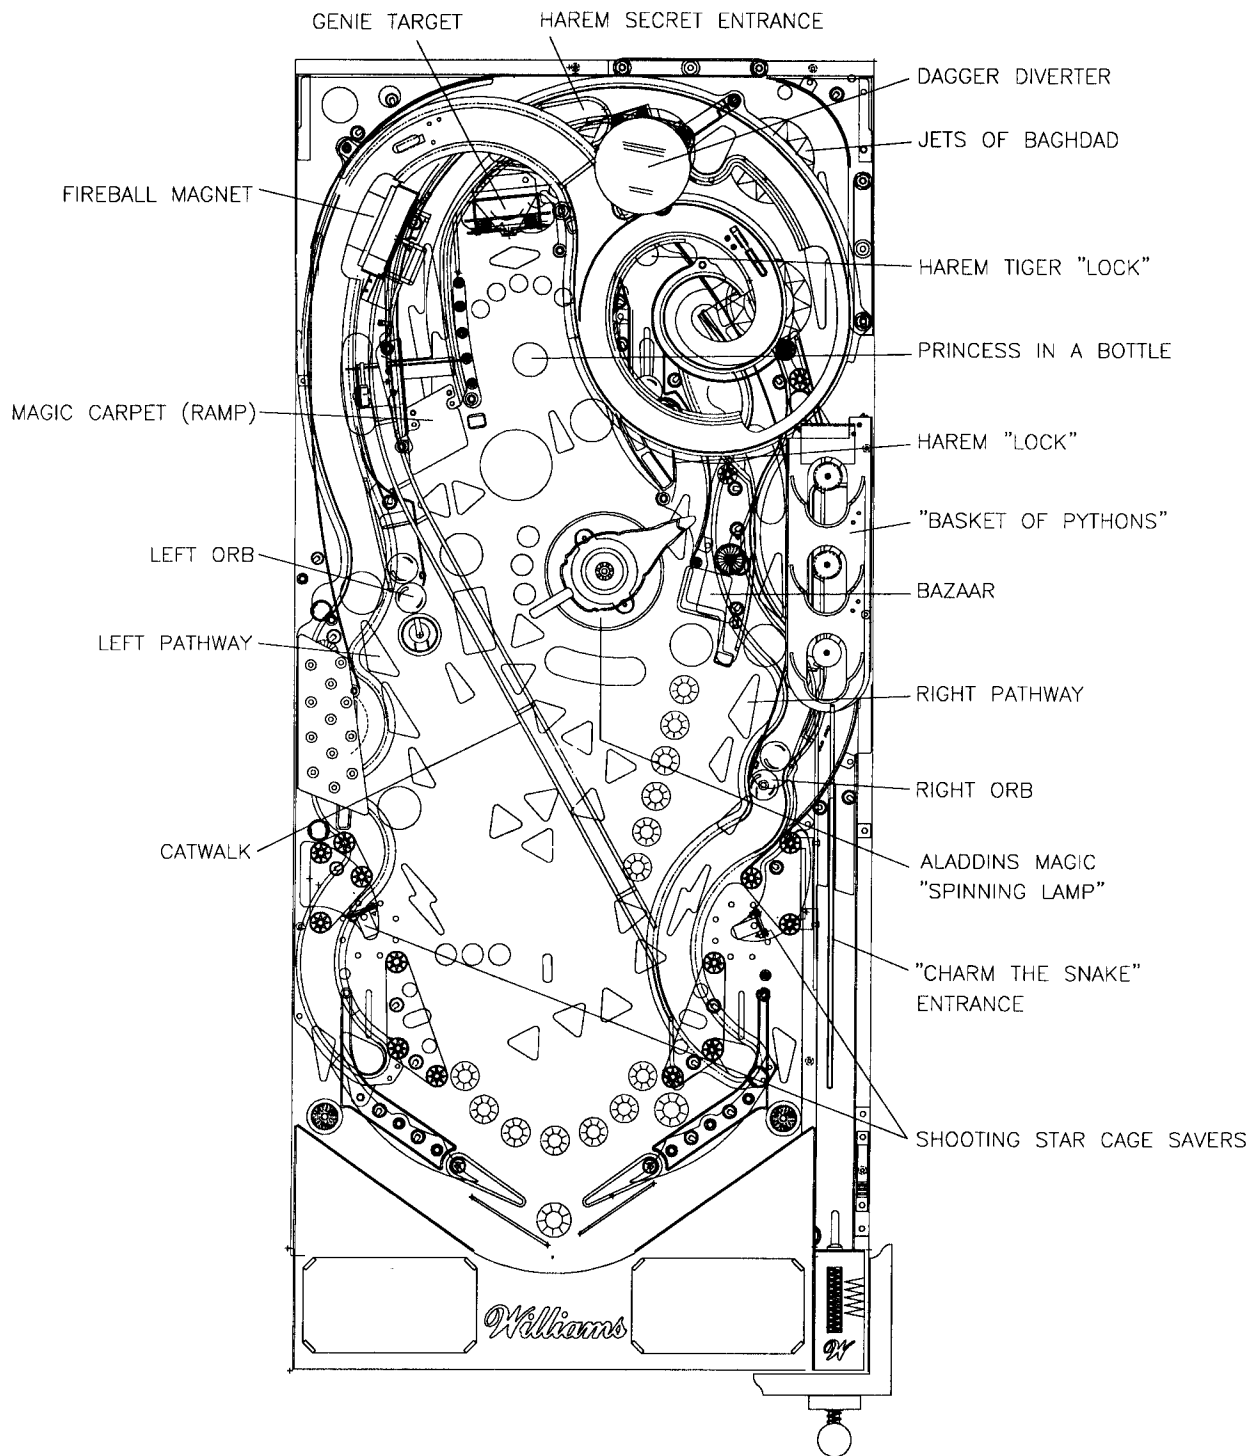 GENIE TARGET
HAREM SECRET ENTRANCE
DAGGER DIVERTER
JETS OF BAGHDAD
FIREBALL MAGNET
HAREM TIGER "LOCK"
PRINCESS IN A BOTTLE
MAGIC CARPET (RAMP)
HAREM "LOCK"
"BASKET OF PYTHONS"
LEFT ORB
BAZAAR
LEFT PATHWAY
RIGHT PATHWAY
RIGHT ORB
CATWALK
ALADDINS MAGIC
"SPINNING LAMP"
"CHARM THE SNAKE"
ENTRANCE
SHOOTING STAR CAGE SAVERS
Williams
W